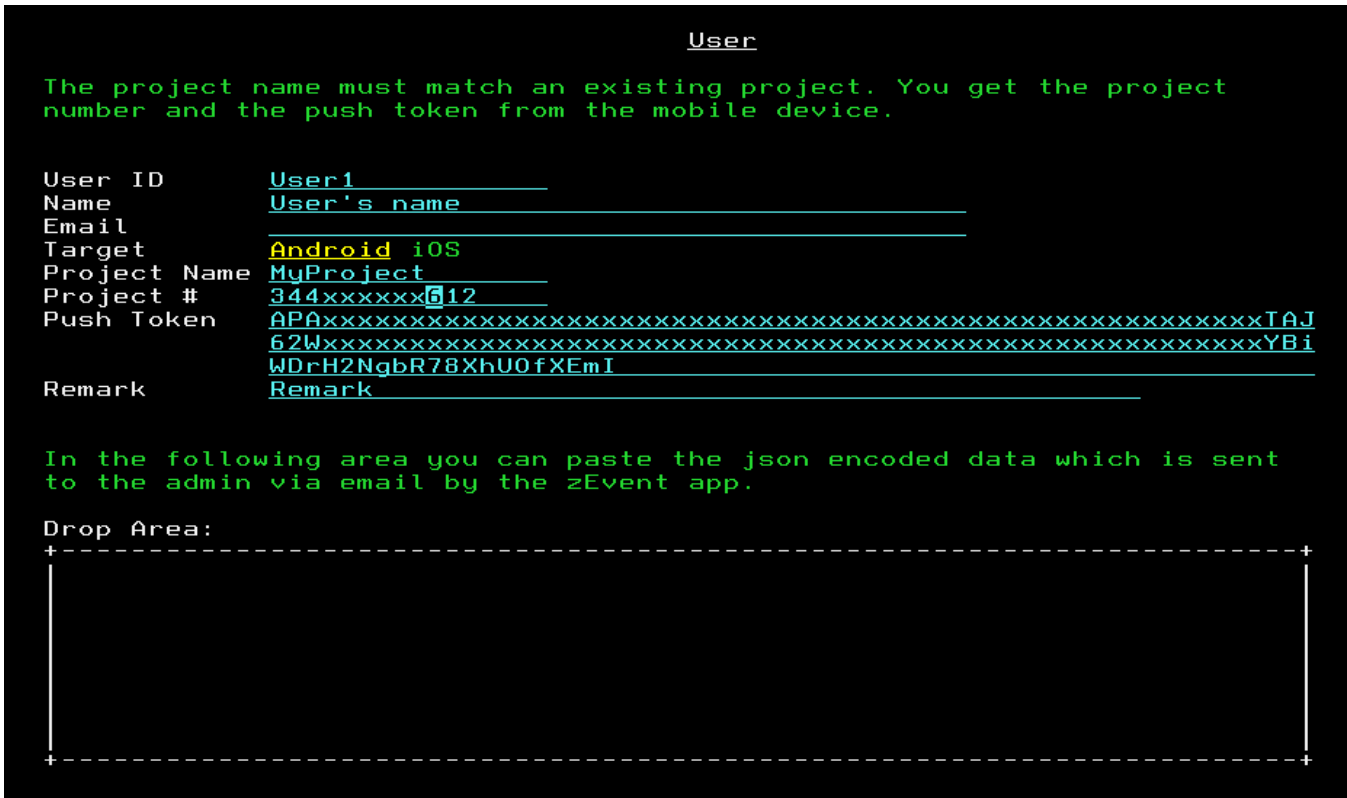 User
The project name must match an existing project. You get the project
number and the push token from the mobile device.
User ID User1
Name User's name
Email
Target Android iOS
Project Name MyProject
Project # 344xxxxxx612
Push Token APAxxxxxxxxxxxxxxxxxxxxxxxxxxxxxxxxxxxxxxxxxxxxxxxxxxxxxxTAJ
62WxxxxxxxxxxxxxxxxxxxxxxxxxxxxxxxxxxxxxxxxxxxxxxxxxxxxxxYBi
WDrH2NgbR78XhUOfXEmI
Remark Remark
In the following area you can paste the json encoded data which is sent
to the admin via email by the zEvent app.
Drop Area: